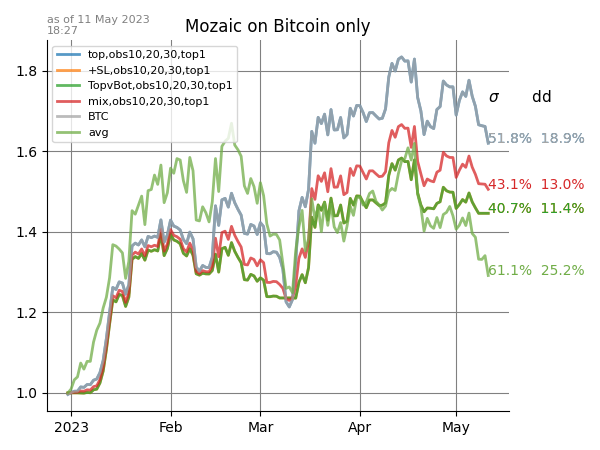 as of 11 May 2023
18:27
Mozaic on Bitcoin only
top,obs10,20,30,top1
+SL,obs10,20,30,top1
TopvBot,obs10,20,30,top1
mix,obs10,20,30,top1
BTC
avg
σ dd
51.8% 18.9%
43.1% 13.0%
40.7% 11.4%
61.1% 25.2%
1.8
1.6
1.4
1.2
1.0
2023 Feb Mar Apr May